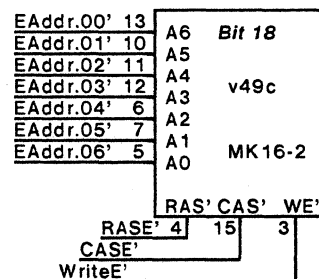 EAddr.00' 13 A6 Bit 18
EAddr.01' 10 A5
EAddr.02' 11 A4
EAddr.03' 12 A3 v49c
EAddr.04' 6 A2
EAddr.05' 7 A1
EAddr.06' 5 A0 MK16-2
RAS' CAS' WE'
RASE' 4 15 3
CASE'
WriteE'